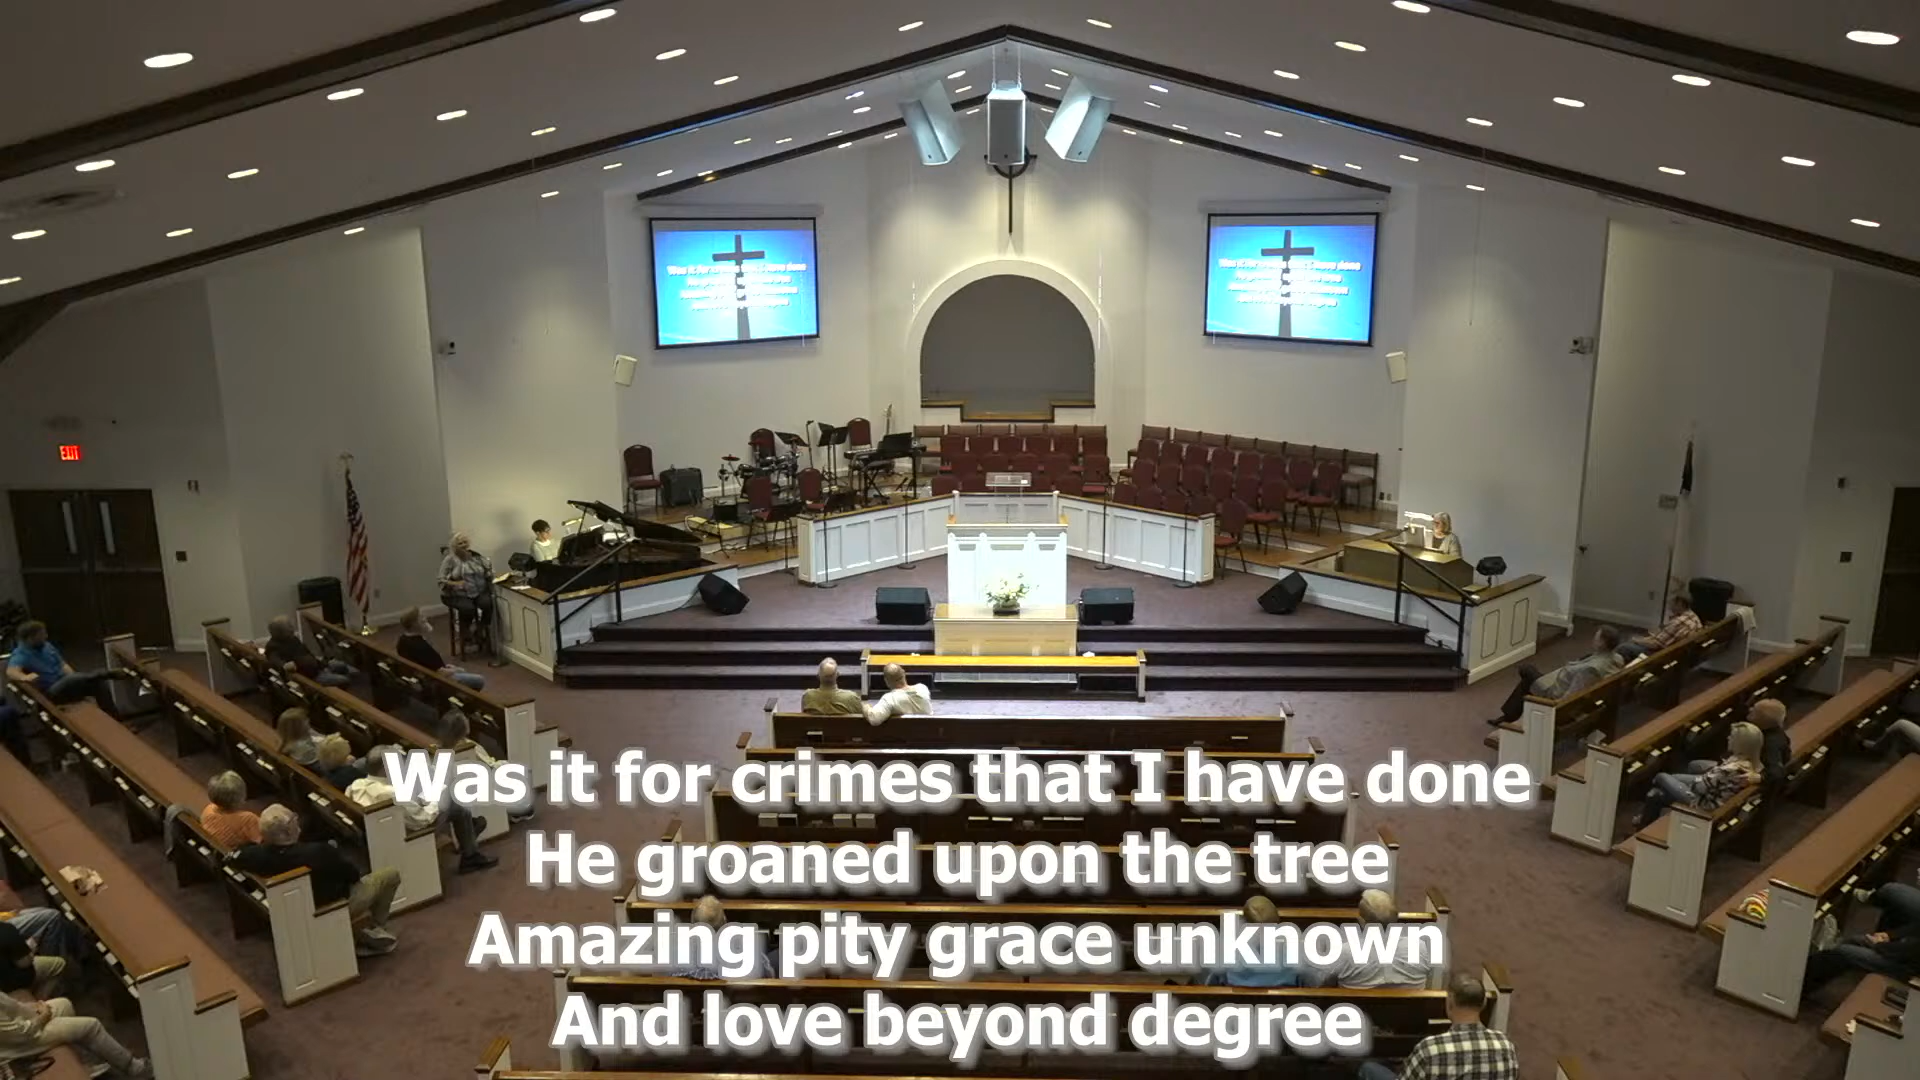 EXIT
Was it for crimes that I have done
He groaned upon the tree
Amazing pity grace unknown
And love beyond degree